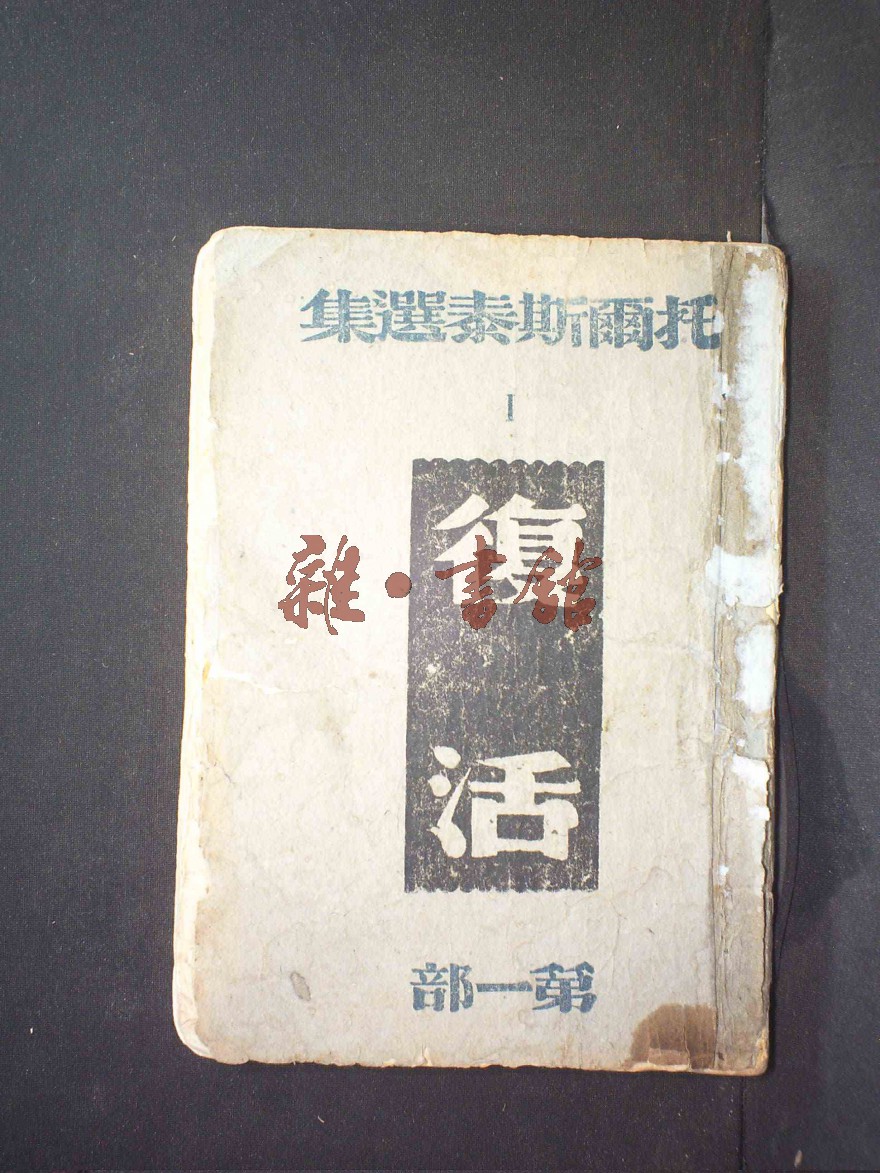 托爾斯泰選集
I
復活
雜·書館
第一部